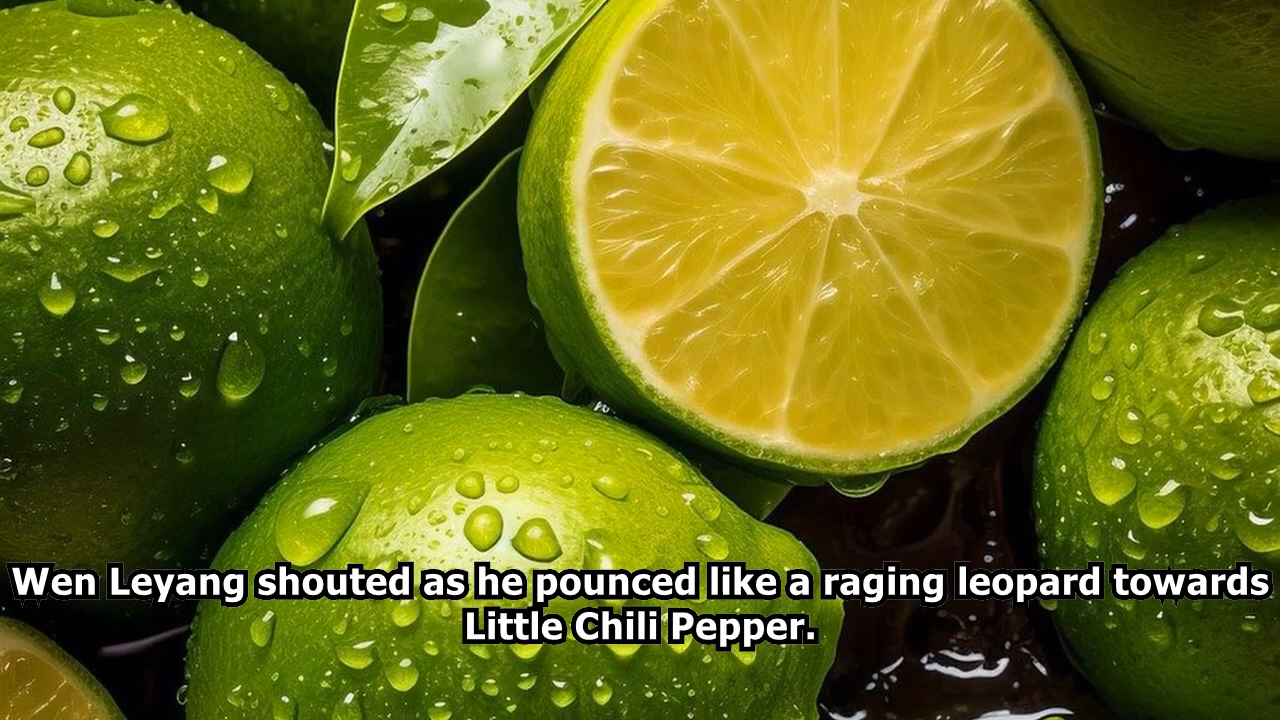 Wen Leyang shouted as he pounced like a raging leopard towards
Little Chili Pepper.